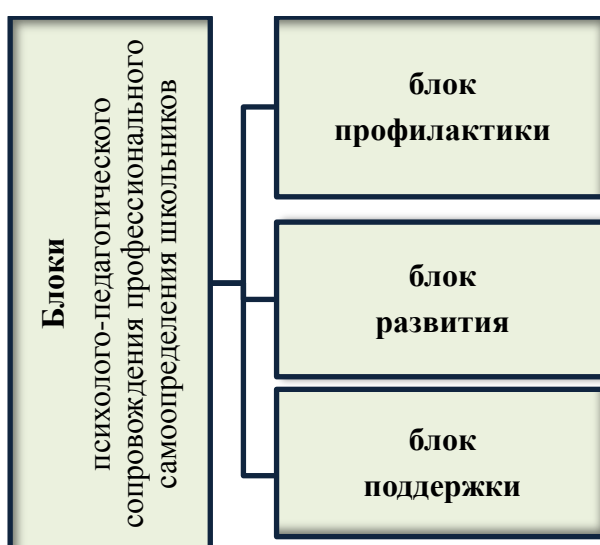 Блоки
психолого-педагогического
сопровождения профессионального
самоопределения школьников
блок
профилактики
блок
развития
блок
поддержки